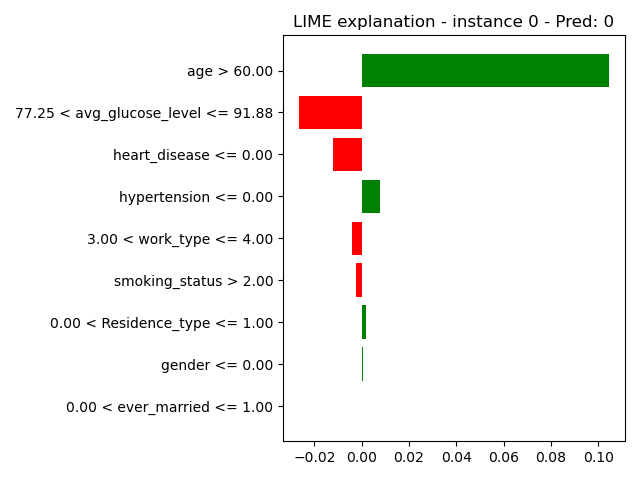 LIME explanation - instance 0 - Pred: 0
age > 60.00
77.25 < avg_glucose_level <= 91.88
heart_disease <= 0.00
hypertension <= 0.00
3.00 < work_type <= 4.00
smoking_status > 2.00
0.00 < Residence_type <= 1.00
gender <= 0.00
0.00 < ever_married <= 1.00
−0.02 0.00 0.02 0.04 0.06 0.08 0.10